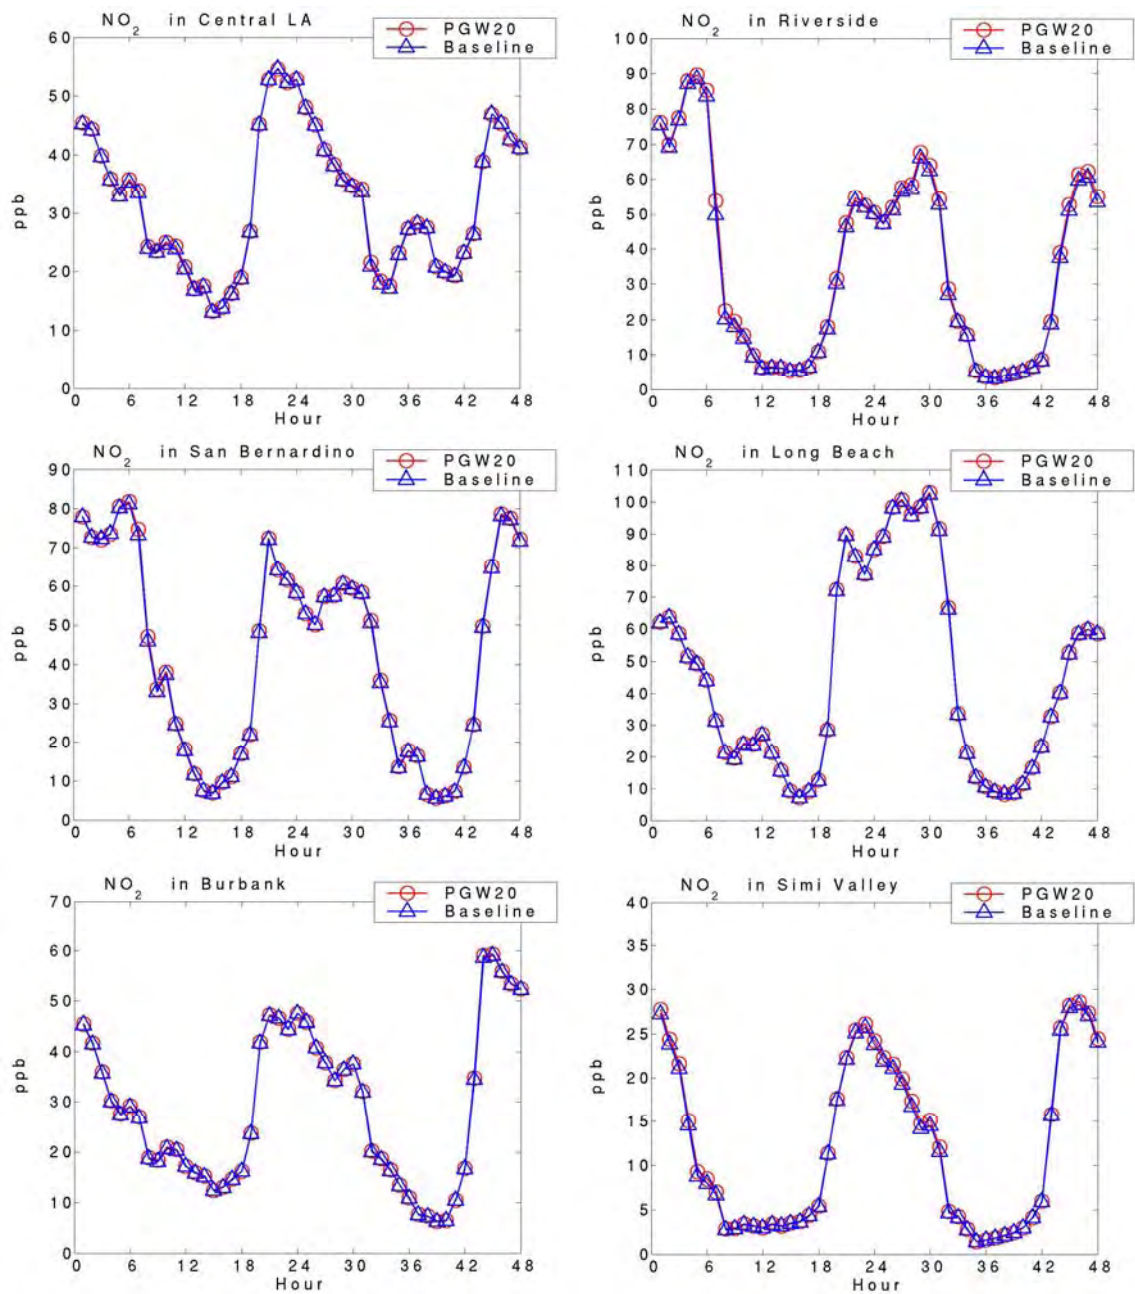 NO2 in Central LA
PGW20
Baseline
60
50
40
30
20
10
0
ppb
0 6 12 18 24 30 36 42 48
Hour
NO2 in Riverside
PGW20
Baseline
100
90
80
70
60
50
40
30
20
10
0
ppb
0 6 12 18 24 30 36 42 48
Hour
NO2 in San Bernardino
PGW20
Baseline
90
80
70
60
50
40
30
20
10
0
ppb
0 6 12 18 24 30 36 42 48
Hour
NO2 in Long Beach
PGW20
Baseline
110
100
90
80
70
60
50
40
30
20
10
0
ppb
0 6 12 18 24 30 36 42 48
Hour
NO2 in Burbank
PGW20
Baseline
70
60
50
40
30
20
10
0
ppb
0 6 12 18 24 30 36 42 48
Hour
NO2 in Simi Valley
PGW20
Baseline
40
35
30
25
20
15
10
5
0
ppb
0 6 12 18 24 30 36 42 48
Hour